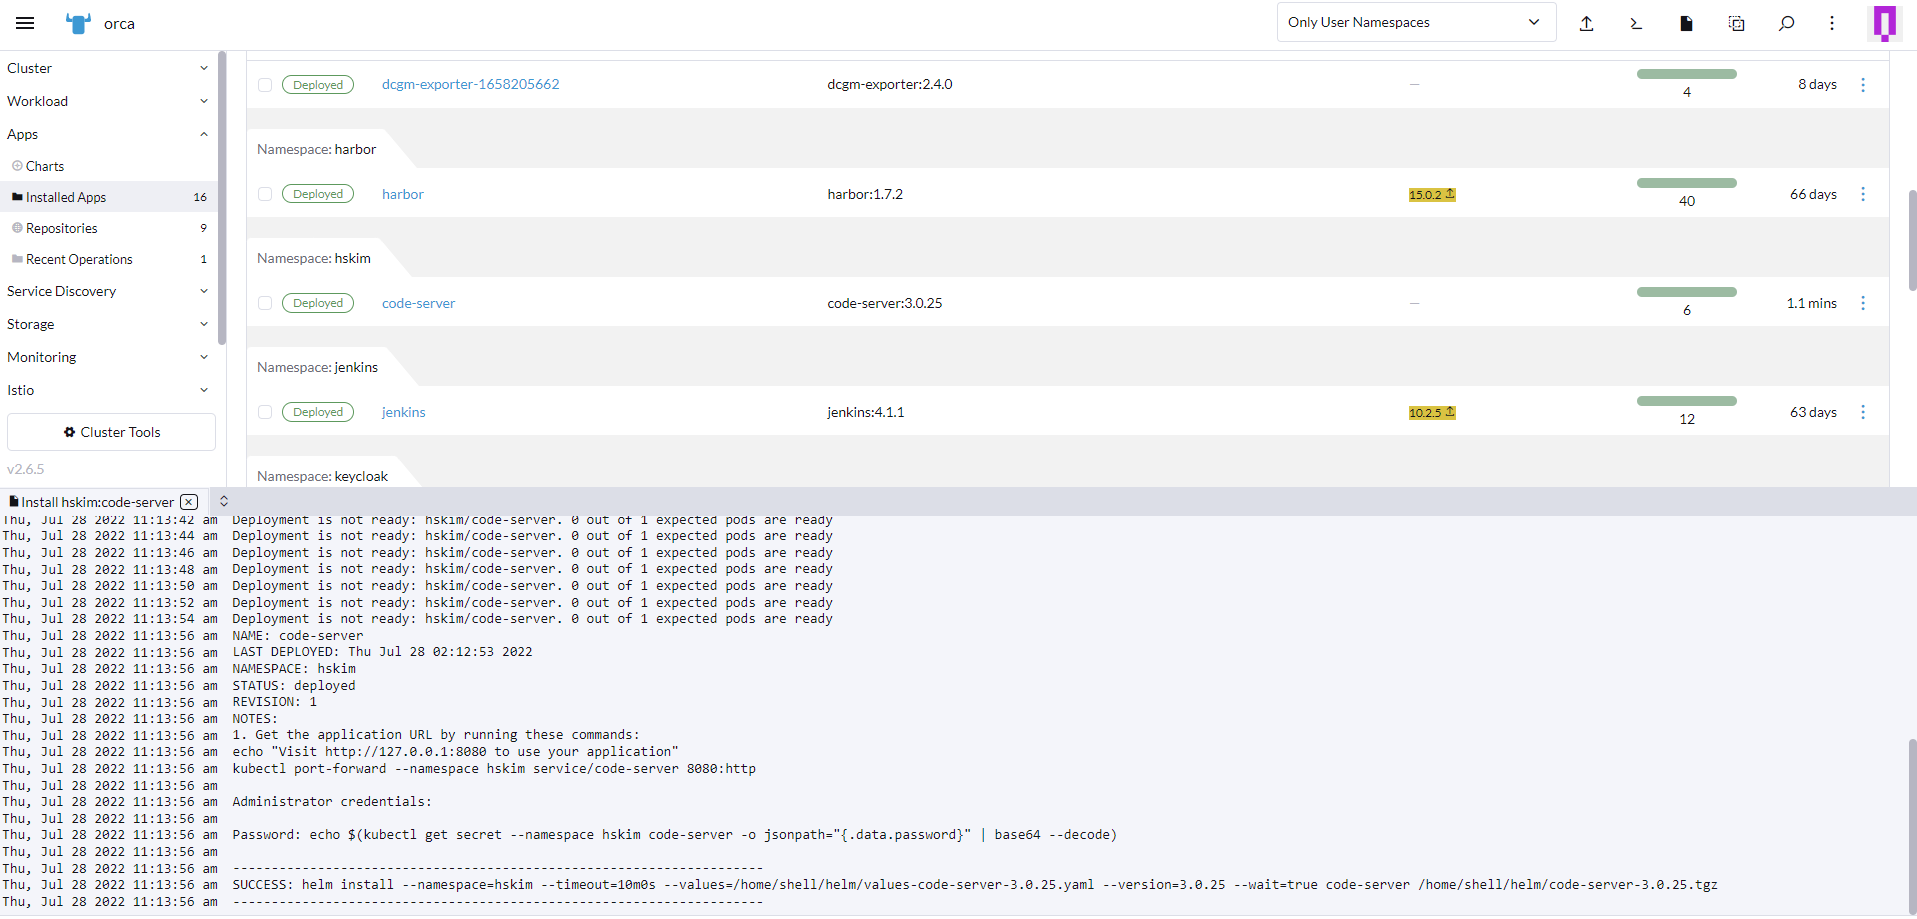 orca
Only User Namespaces
Cluster
Workload
Apps
Charts
Installed Apps 16
Repositories 9
Recent Operations 1
Service Discovery
Storage
Monitoring
Istio
Cluster Tools
v2.6.5
Deployed dcgm-exporter-1658205662 dcgm-exporter:2.4.0 — 4 8 days
Namespace: harbor
Deployed harbor harbor:1.7.2 15.0.2 40 66 days
Namespace: hskim
Deployed code-server code-server:3.0.25 — 6 1.1 mins
Namespace: jenkins
Deployed jenkins jenkins:4.1.1 10.2.5 12 63 days
Namespace: keycloak
Install hskim:code-server
Thu, Jul 28 2022 11:13:42 am Deployment is not ready: hskim/code-server. 0 out of 1 expected pods are ready
Thu, Jul 28 2022 11:13:44 am Deployment is not ready: hskim/code-server. 0 out of 1 expected pods are ready
Thu, Jul 28 2022 11:13:46 am Deployment is not ready: hskim/code-server. 0 out of 1 expected pods are ready
Thu, Jul 28 2022 11:13:48 am Deployment is not ready: hskim/code-server. 0 out of 1 expected pods are ready
Thu, Jul 28 2022 11:13:50 am Deployment is not ready: hskim/code-server. 0 out of 1 expected pods are ready
Thu, Jul 28 2022 11:13:52 am Deployment is not ready: hskim/code-server. 0 out of 1 expected pods are ready
Thu, Jul 28 2022 11:13:54 am Deployment is not ready: hskim/code-server. 0 out of 1 expected pods are ready
Thu, Jul 28 2022 11:13:56 am NAME: code-server
Thu, Jul 28 2022 11:13:56 am LAST DEPLOYED: Thu Jul 28 02:12:53 2022
Thu, Jul 28 2022 11:13:56 am NAMESPACE: hskim
Thu, Jul 28 2022 11:13:56 am STATUS: deployed
Thu, Jul 28 2022 11:13:56 am REVISION: 1
Thu, Jul 28 2022 11:13:56 am NOTES:
Thu, Jul 28 2022 11:13:56 am 1. Get the application URL by running these commands:
Thu, Jul 28 2022 11:13:56 am echo "Visit http://127.0.0.1:8080 to use your application"
Thu, Jul 28 2022 11:13:56 am kubectl port-forward --namespace hskim service/code-server 8080:http
Thu, Jul 28 2022 11:13:56 am
Thu, Jul 28 2022 11:13:56 am Administrator credentials:
Thu, Jul 28 2022 11:13:56 am
Thu, Jul 28 2022 11:13:56 am Password: echo $(kubectl get secret --namespace hskim code-server -o jsonpath="{.data.password}" | base64 --decode)
Thu, Jul 28 2022 11:13:56 am
Thu, Jul 28 2022 11:13:56 am ---------------------------------------------------------------------
Thu, Jul 28 2022 11:13:56 am SUCCESS: helm install --namespace=hskim --timeout=10m0s --values=/home/shell/helm/values-code-server-3.0.25.yaml --version=3.0.25 --wait=true code-server /home/shell/helm/code-server-3.0.25.tgz
Thu, Jul 28 2022 11:13:56 am ---------------------------------------------------------------------